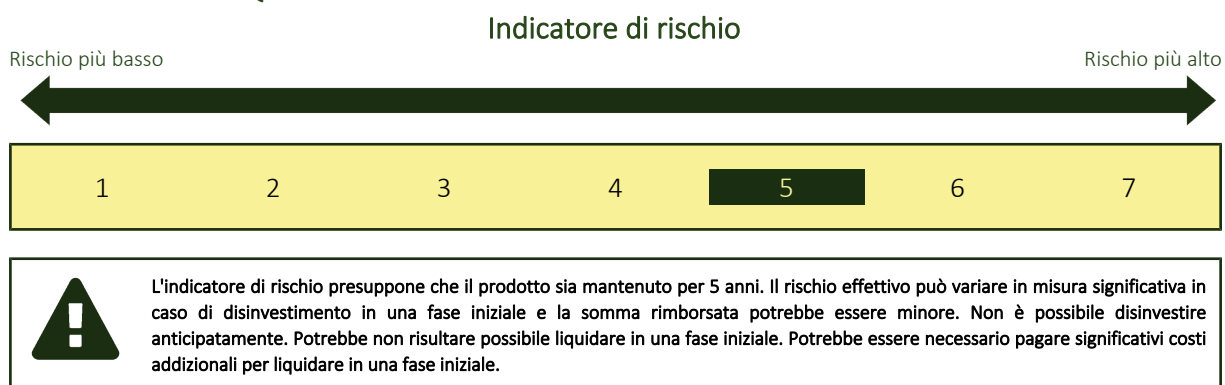 Indicatore di rischio
Rischio più basso
Rischio più alto
1 2 3 4 5 6 7
L'indicatore di rischio presuppone che il prodotto sia mantenuto per 5 anni. Il rischio effettivo può variare in misura significativa in
caso di disinvestimento in una fase iniziale e la somma rimborsata potrebbe essere minore. Non è possibile disinvestire
anticipatamente. Potrebbe non risultare possibile liquidare in una fase iniziale. Potrebbe essere necessario pagare significativi costi
addizionali per liquidare in una fase iniziale.